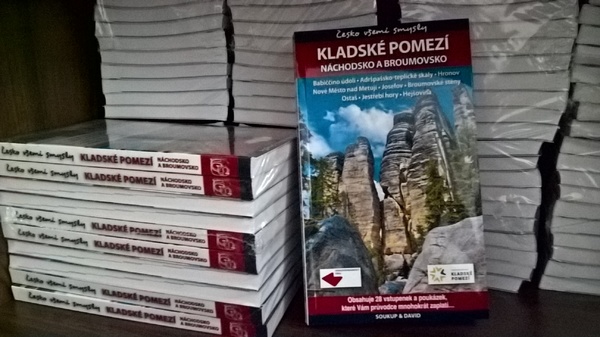 Česko všemi smysly
KLADSKÉ POMEZÍ
NÁCHODSKO A BROUMOVSKO
Babiččino údolí • Adršpašsko-teplické skály • Hronov
Nové Město nad Metují • Josefov • Broumovské stěny
Ostaš • Jestřebí hory • Hejšovina
KLADSKÉ
POMEZÍ
Obsahuje 28 vstupenek a poukázek,
které Vám průvodce mnohokrát zaplatí...
SOUKUP & DAVID
Česko všemi smysly KLADSKÉ POMEZÍ NÁCHODSKO
A BROUMOVSKO
Česko všemi smysly KLADSKÉ POMEZÍ NÁCHODSKO
A BROUMOVSKO
Česko všemi smysly KLADSKÉ POMEZÍ NÁCHODSKO
A BROUMOVSKO
Česko všemi smysly KLADSKÉ POMEZÍ NÁCHODSKO
A BROUMOVSKO
Česko všemi smysly KLADSKÉ POMEZÍ NÁCHODSKO
A BROUMOVSKO
Česko všemi smysly KLADSKÉ POMEZÍ NÁCHODSKO
A BROUMOVSKO